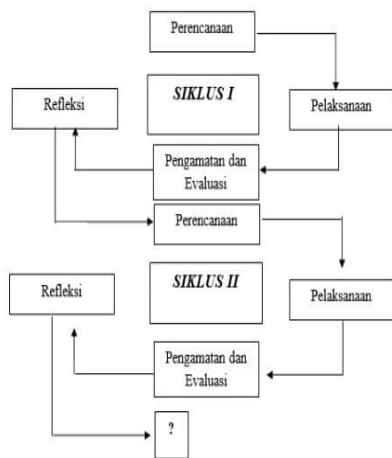 Perencanaan
Refleksi
SIKLUS I
Pelaksanaan
Pengamatan dan
Evaluasi
Perencanaan
Refleksi
SIKLUS II
Pelaksanaan
Pengamatan dan
Evaluasi
?